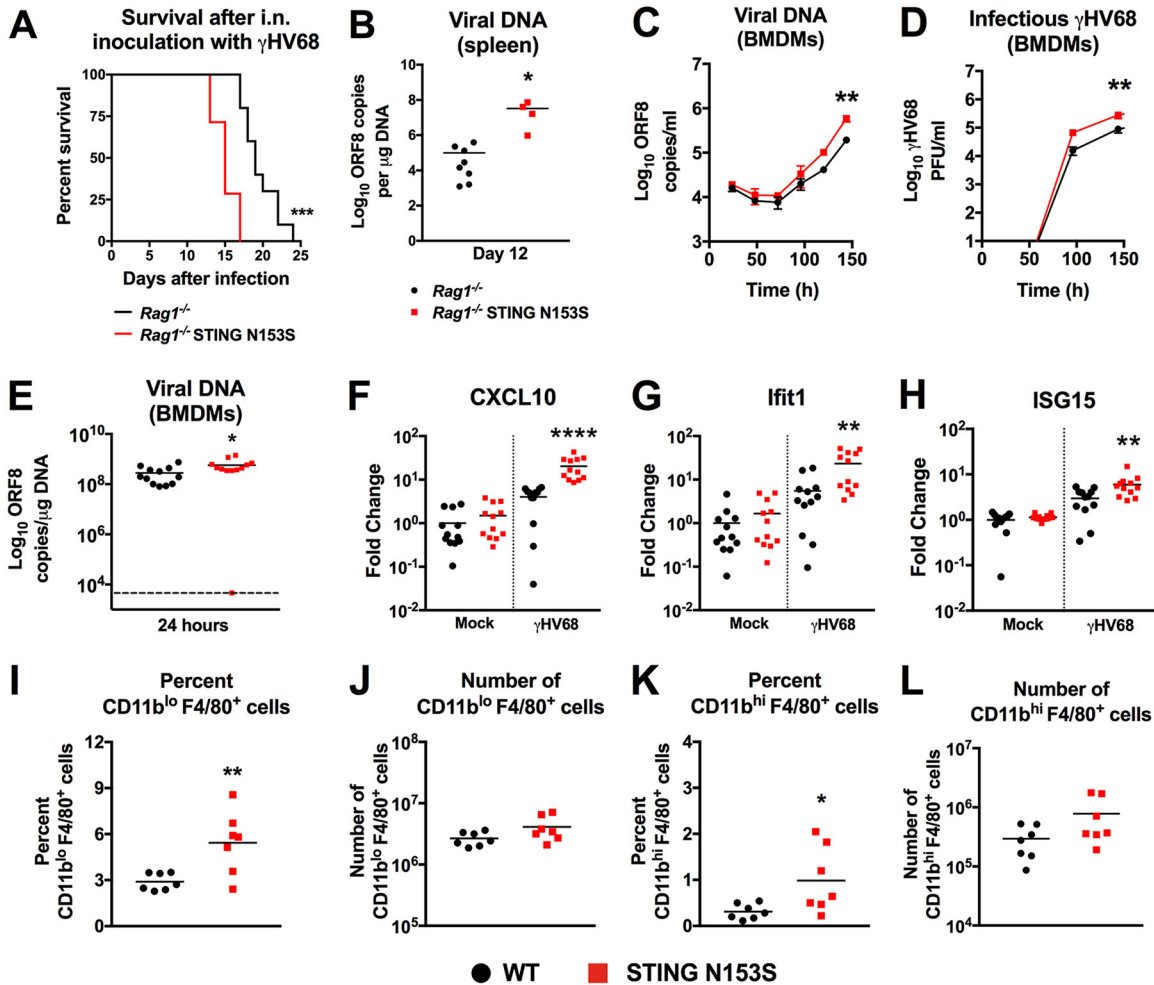 A
Survival after i.n.
inoculation with γHV68
Percent survival
100
75
50
25
0
0 5 10 15 20 25
***
Days after infection
Rag1-/-
Rag1-/- STING N153S
B
Viral DNA
(spleen)
Log10 ORF8 copies
per μg DNA
10
8
6
4
2
0
*
Day 12
C
Viral DNA
(BMDMs)
Log10 ORF8
copies/ml
6
5
4
3
**
0 50 100 150
Time (h)
Rag1-/-
Rag1-/- STING N153S
D
Infectious γHV68
(BMDMs)
Log10 γHV68
PFU/ml
7
6
5
4
3
2
1
**
0 50 100 150
Time (h)
E
Viral DNA
(BMDMs)
Log10 ORF8
copies/μg DNA
10^10
10^8
10^6
10^4
*
24 hours
F
CXCL10
Fold Change
10^2
10^1
10^0
10^-1
10^-2
****
Mock γHV68
G
Ifit1
Fold Change
10^2
10^1
10^0
10^-1
10^-2
**
Mock γHV68
H
ISG15
Fold Change
10^2
10^1
10^0
10^-1
10^-2
**
Mock γHV68
I
Percent
CD11b^lo F4/80+ cells
Percent
CD11b^lo F4/80+ cells
12
9
6
3
0
**
J
Number of
CD11b^lo F4/80+ cells
Number of
CD11b^lo F4/80+ cells
10^8
10^7
10^6
10^5
K
Percent
CD11b^hi F4/80+ cells
Percent
CD11b^hi F4/80+ cells
4
3
2
1
0
*
L
Number of
CD11b^hi F4/80+ cells
Number of
CD11b^hi F4/80+ cells
10^7
10^6
10^5
10^4
WT STING N153S